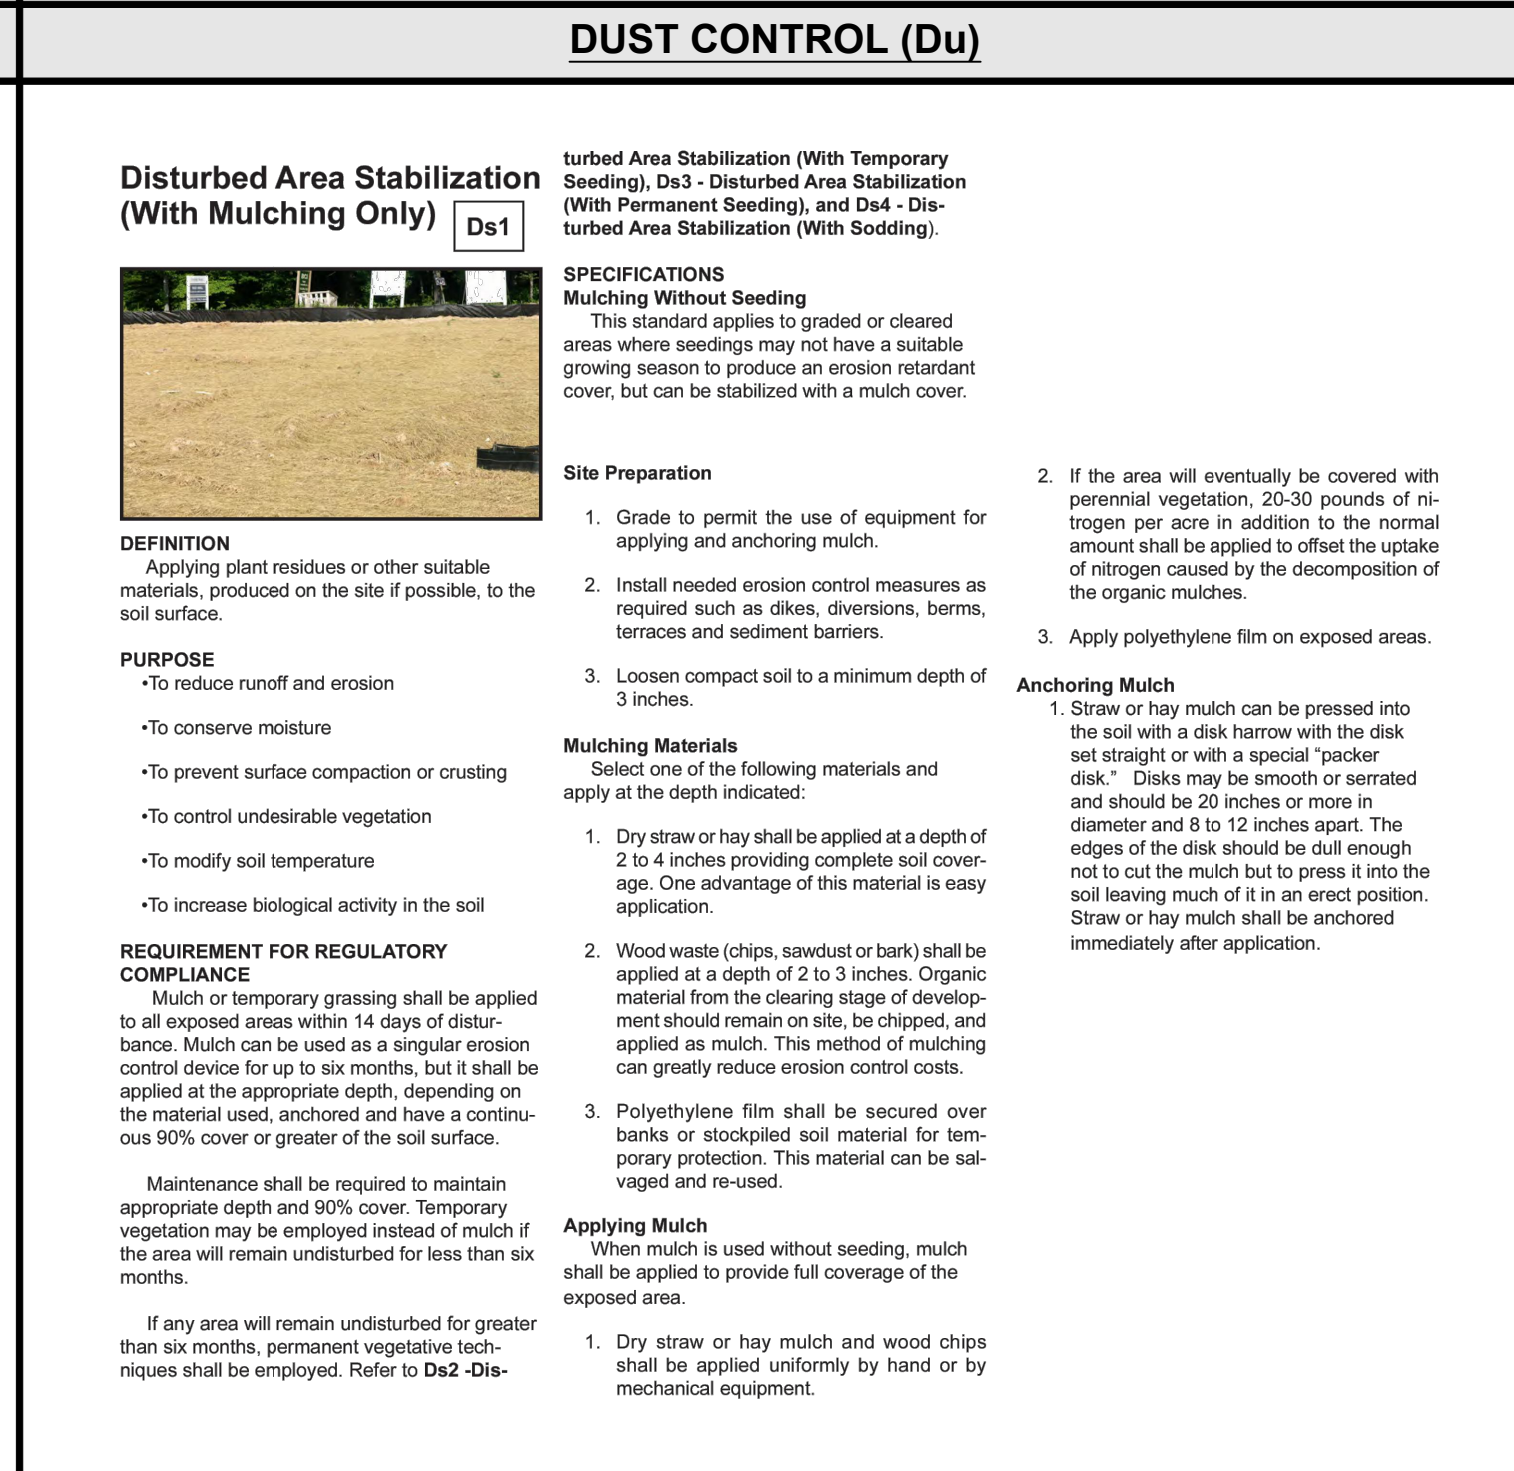 DUST CONTROL (Du)
Disturbed Area Stabilization
(With Mulching Only)
Ds1
DEFINITION
Applying plant residues or other suitable
materials, produced on the site if possible, to the
soil surface.
PURPOSE
•To reduce runoff and erosion
•To conserve moisture
•To prevent surface compaction or crusting
•To control undesirable vegetation
•To modify soil temperature
•To increase biological activity in the soil
REQUIREMENT FOR REGULATORY
COMPLIANCE
Mulch or temporary grassing shall be applied
to all exposed areas within 14 days of distur-
bance. Mulch can be used as a singular erosion
control device for up to six months, but it shall be
applied at the appropriate depth, depending on
the material used, anchored and have a continu-
ous 90% cover or greater of the soil surface.
Maintenance shall be required to maintain
appropriate depth and 90% cover. Temporary
vegetation may be employed instead of mulch if
the area will remain undisturbed for less than six
months.
If any area will remain undisturbed for greater
than six months, permanent vegetative tech-
niques shall be employed. Refer to Ds2 -Dis-
turbed Area Stabilization (With Temporary
Seeding), Ds3 - Disturbed Area Stabilization
(With Permanent Seeding), and Ds4 - Dis-
turbed Area Stabilization (With Sodding).
SPECIFICATIONS
Mulching Without Seeding
This standard applies to graded or cleared
areas where seedings may not have a suitable
growing season to produce an erosion retardant
cover, but can be stabilized with a mulch cover.
Site Preparation
1. Grade to permit the use of equipment for
applying and anchoring mulch.
2. Install needed erosion control measures as
required such as dikes, diversions, berms,
terraces and sediment barriers.
3. Loosen compact soil to a minimum depth of
3 inches.
Mulching Materials
Select one of the following materials and
apply at the depth indicated:
1. Dry straw or hay shall be applied at a depth of
2 to 4 inches providing complete soil cover-
age. One advantage of this material is easy
application.
2. Wood waste (chips, sawdust or bark) shall be
applied at a depth of 2 to 3 inches. Organic
material from the clearing stage of develop-
ment should remain on site, be chipped, and
applied as mulch. This method of mulching
can greatly reduce erosion control costs.
3. Polyethylene film shall be secured over
banks or stockpiled soil material for tem-
porary protection. This material can be sal-
vaged and re-used.
Applying Mulch
When mulch is used without seeding, mulch
shall be applied to provide full coverage of the
exposed area.
1. Dry straw or hay mulch and wood chips
shall be applied uniformly by hand or by
mechanical equipment.
2. If the area will eventually be covered with
perennial vegetation, 20-30 pounds of ni-
trogen per acre in addition to the normal
amount shall be applied to offset the uptake
of nitrogen caused by the decomposition of
the organic mulches.
3. Apply polyethylene film on exposed areas.
Anchoring Mulch
1. Straw or hay mulch can be pressed into
the soil with a disk harrow with the disk
set straight or with a special “packer
disk.” Disks may be smooth or serrated
and should be 20 inches or more in
diameter and 8 to 12 inches apart. The
edges of the disk should be dull enough
not to cut the mulch but to press it into the
soil leaving much of it in an erect position.
Straw or hay mulch shall be anchored
immediately after application.